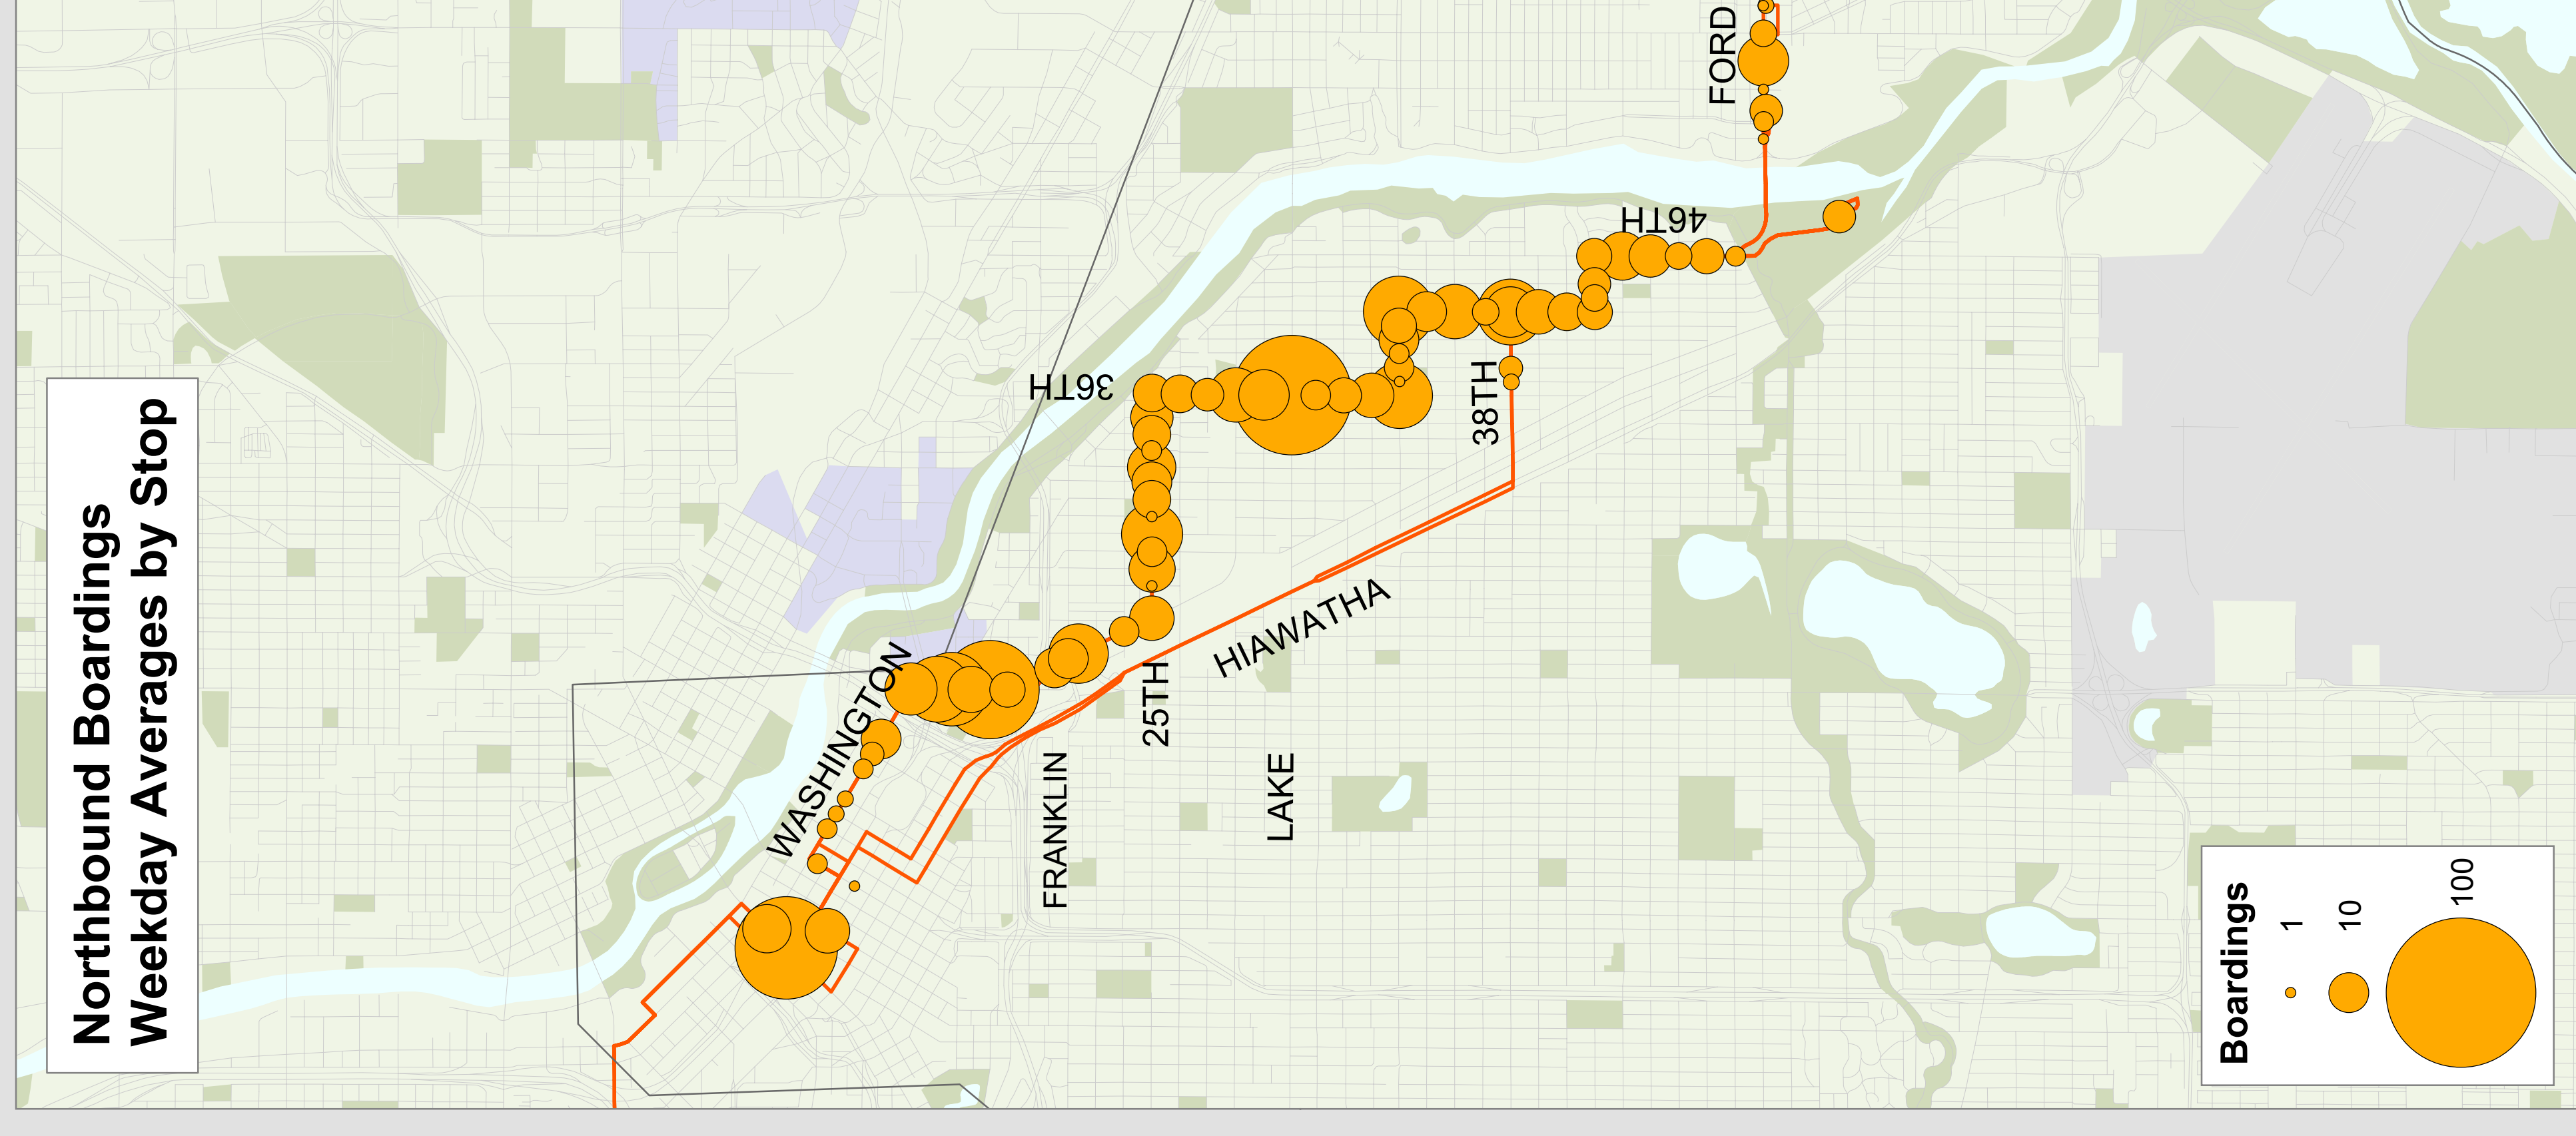 Northbound Boardings
Weekday Averages by Stop
WASHINGTON
FRANKLIN
25TH
HIAWATHA
LAKE
36TH
38TH
46TH
FORD
Boardings
1
10
100